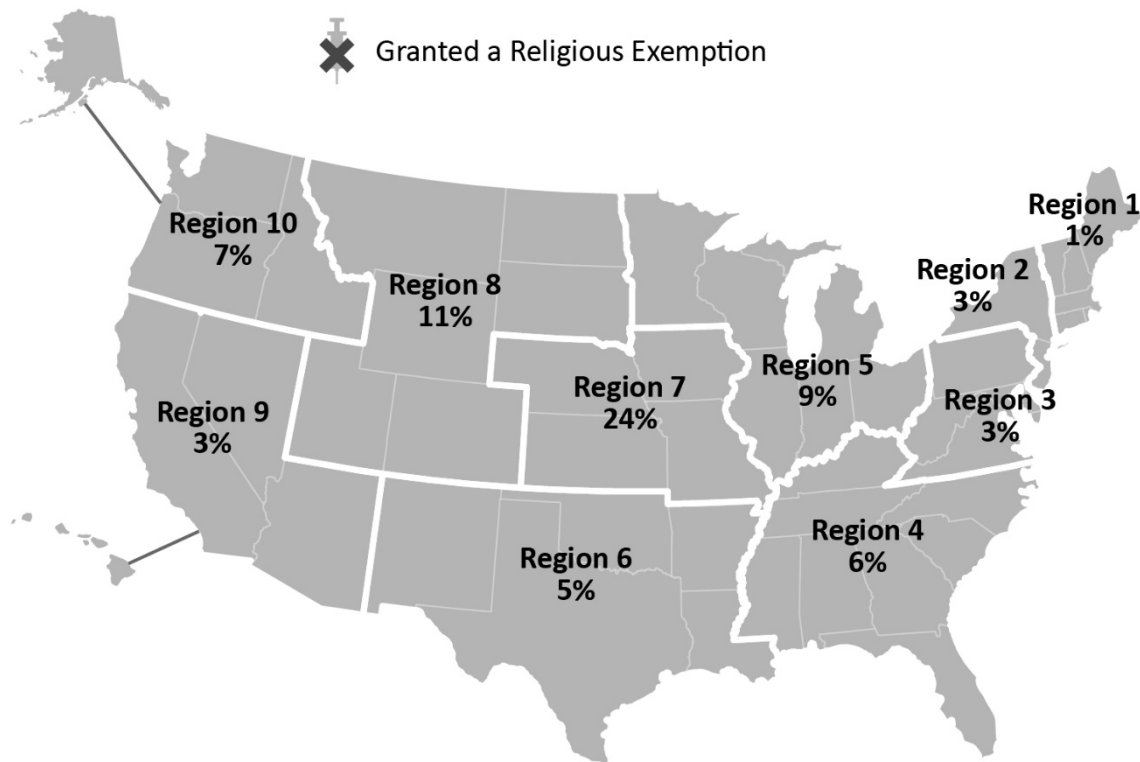 Granted a Religious Exemption
Region 1
1%
Region 10
7%
Region 2
3%
Region 8
11%
Region 5
9%
Region 7
24%
Region 3
3%
Region 9
3%
Region 4
6%
Region 6
5%